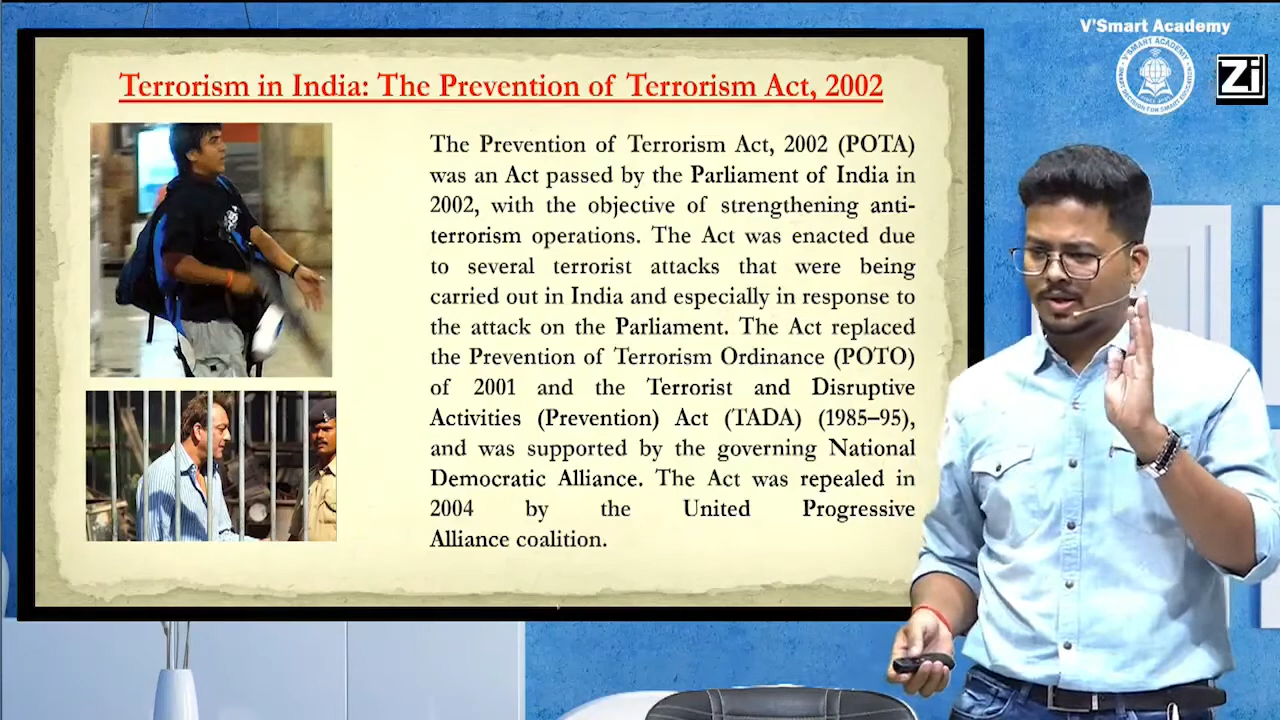 V'Smart Academy
V'SMART ACADEMY
Zi
Terrorism in India: The Prevention of Terrorism Act, 2002
The Prevention of Terrorism Act, 2002 (POTA)
was an Act passed by the Parliament of India in
2002, with the objective of strengthening anti-
terrorism operations. The Act was enacted due
to several terrorist attacks that were being
carried out in India and especially in response to
the attack on the Parliament. The Act replaced
the Prevention of Terrorism Ordinance (POTO)
of 2001 and the Terrorist and Disruptive
Activities (Prevention) Act (TADA) (1985–95),
and was supported by the governing National
Democratic Alliance. The Act was repealed in
2004 by the United Progressive
Alliance coalition.